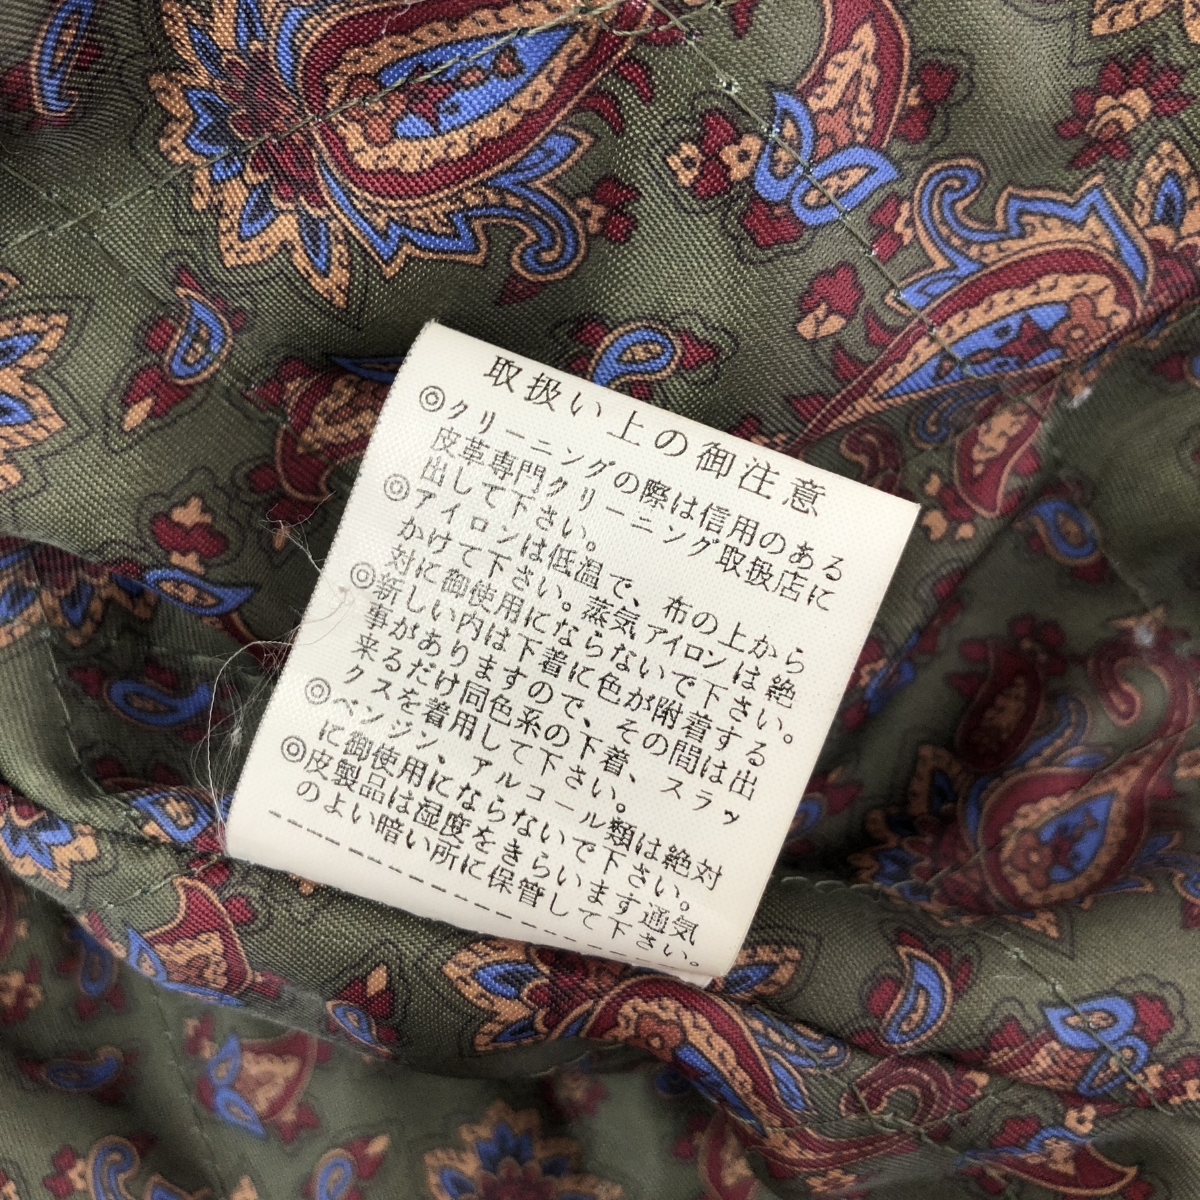 取扱い上の御注意
◎クリーニングの際は信用のある
皮革専門クリーニング取扱店に
出して下さい。
◎アイロンは低温で、布の上から
かけて下さい。蒸気アイロンは絶
対に御使用にならないで下さい。
◎新しい内は下着に色が附着する
事がありますので、その間は出
来るだけ同色系の下着、スラッ
クスを着用して下さい。
◎ベンジン、アルコール類は絶対
に御使用にならないで下さい。
◎皮製品は湿度をきらいます通気
のよい暗い所に保管して下さい。